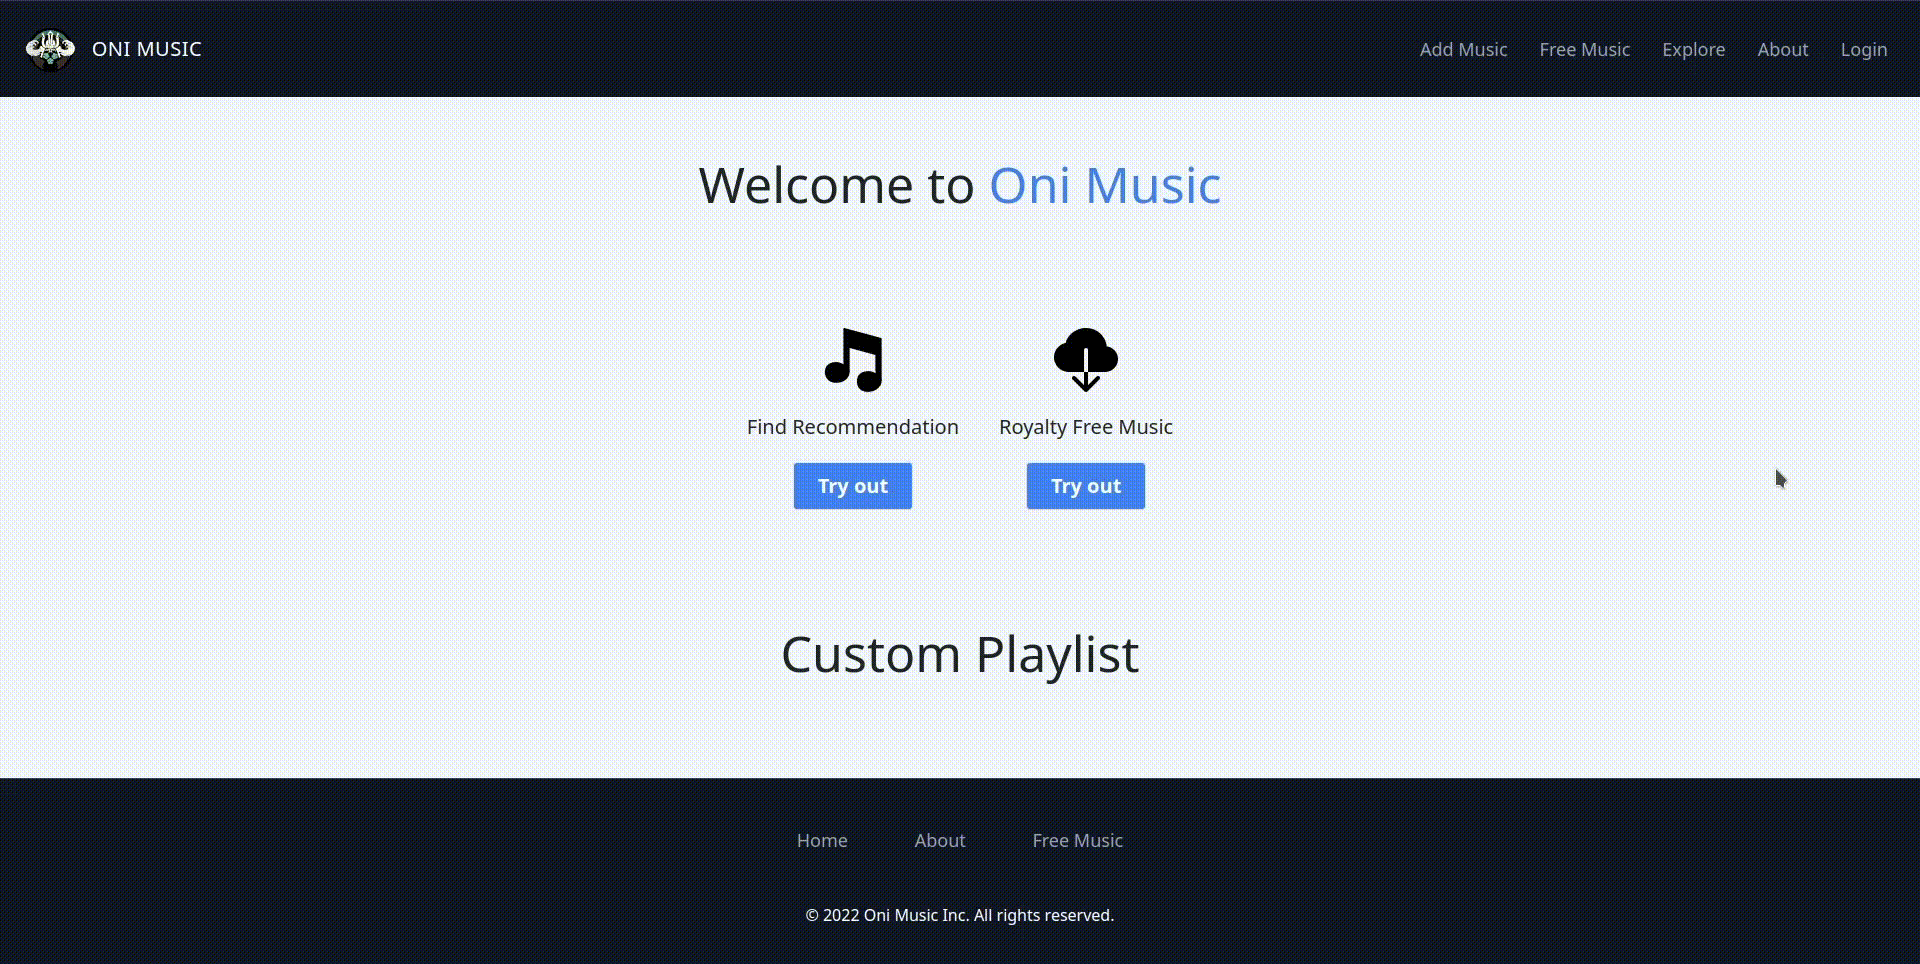 ONI MUSIC
Add Music Free Music Explore About Login
Welcome to Oni Music
Find Recommendation Royalty Free Music
Try out Try out
Custom Playlist
Home About Free Music
© 2022 Oni Music Inc. All rights reserved.